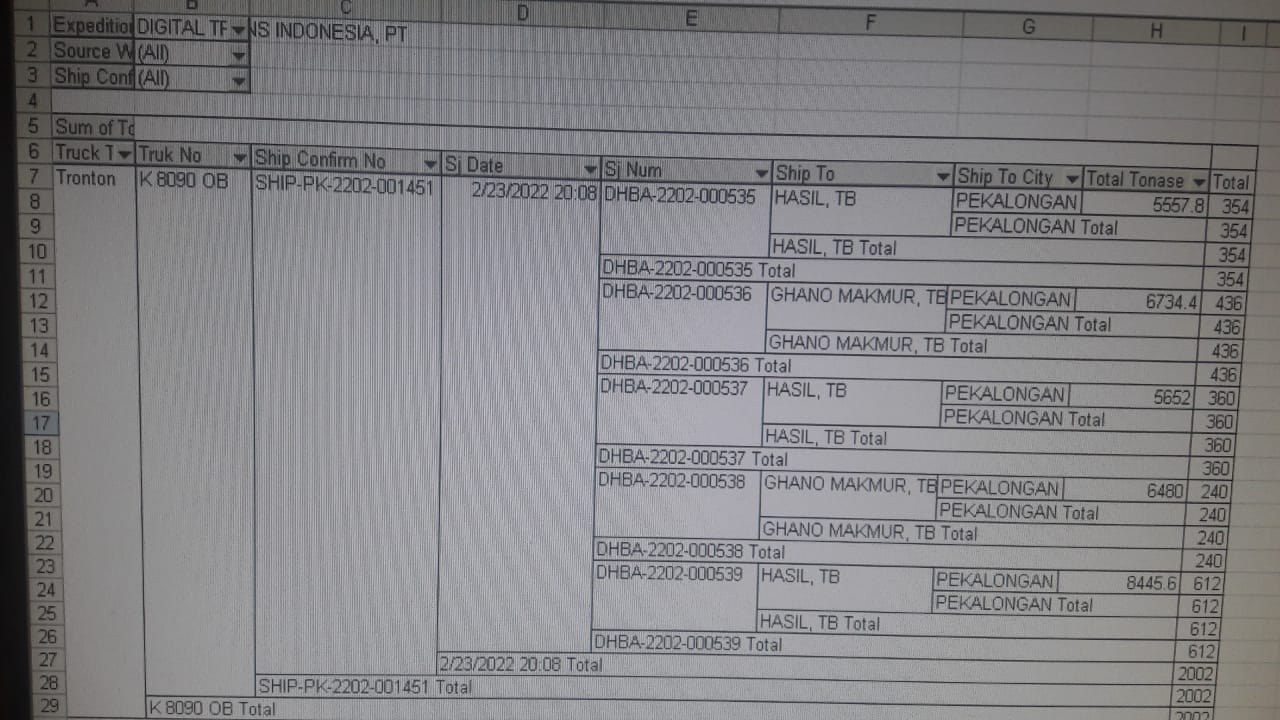 A B C D E F G H I
1 Expedition DIGITAL TR NS INDONESIA, PT
2 Source W (All)
3 Ship Conf (All)
4
5 Sum of To
6 Truck T Truk No Ship Confirm No Sj Date Sj Num Ship To Ship To City Total Tonase Total
7 Tronton K 8090 OB SHIP-PK-2202-001451 2/23/2022 20:08 DHBA-2202-000535 HASIL, TB PEKALONGAN 5557.8 354
8 PEKALONGAN Total 354
9 HASIL, TB Total 354
10 DHBA-2202-000535 Total 354
11 DHBA-2202-000536 GHANO MAKMUR, TB PEKALONGAN 6734.4 436
12 PEKALONGAN Total 436
13 GHANO MAKMUR, TB Total 436
14 DHBA-2202-000536 Total 436
15 DHBA-2202-000537 HASIL, TB PEKALONGAN 5652 360
16 PEKALONGAN Total 360
17 HASIL, TB Total 360
18 DHBA-2202-000537 Total 360
19 DHBA-2202-000538 GHANO MAKMUR, TB PEKALONGAN 6480 240
20 PEKALONGAN Total 240
21 GHANO MAKMUR, TB Total 240
22 DHBA-2202-000538 Total 240
23 DHBA-2202-000539 HASIL, TB PEKALONGAN 8445.6 612
24 PEKALONGAN Total 612
25 HASIL, TB Total 612
26 DHBA-2202-000539 Total 612
27 2/23/2022 20:08 Total 2002
28 SHIP-PK-2202-001451 Total 2002
29 K 8090 OB Total 2002